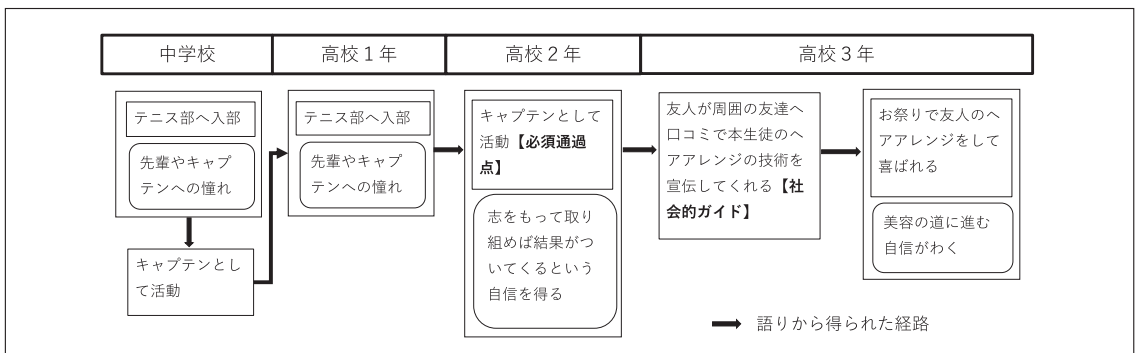 中学校
高校１年
高校２年
高校３年
テニス部へ入部
先輩やキャプ
テンへの憧れ
キャプテンとし
て活動
テニス部へ入部
先輩やキャプ
テンへの憧れ
キャプテンとして
活動【必須通過
点】
志をもって取り
組めば結果がつ
いてくるという
自信を得る
友人が周囲の友達へ
口コミで本生徒のヘ
アアレンジの技術を
宣伝してくれる【社
会的ガイド】
お祭りで友人のヘ
アアレンジをして
喜ばれる
美容の道に進む
自信がわく
語りから得られた経路